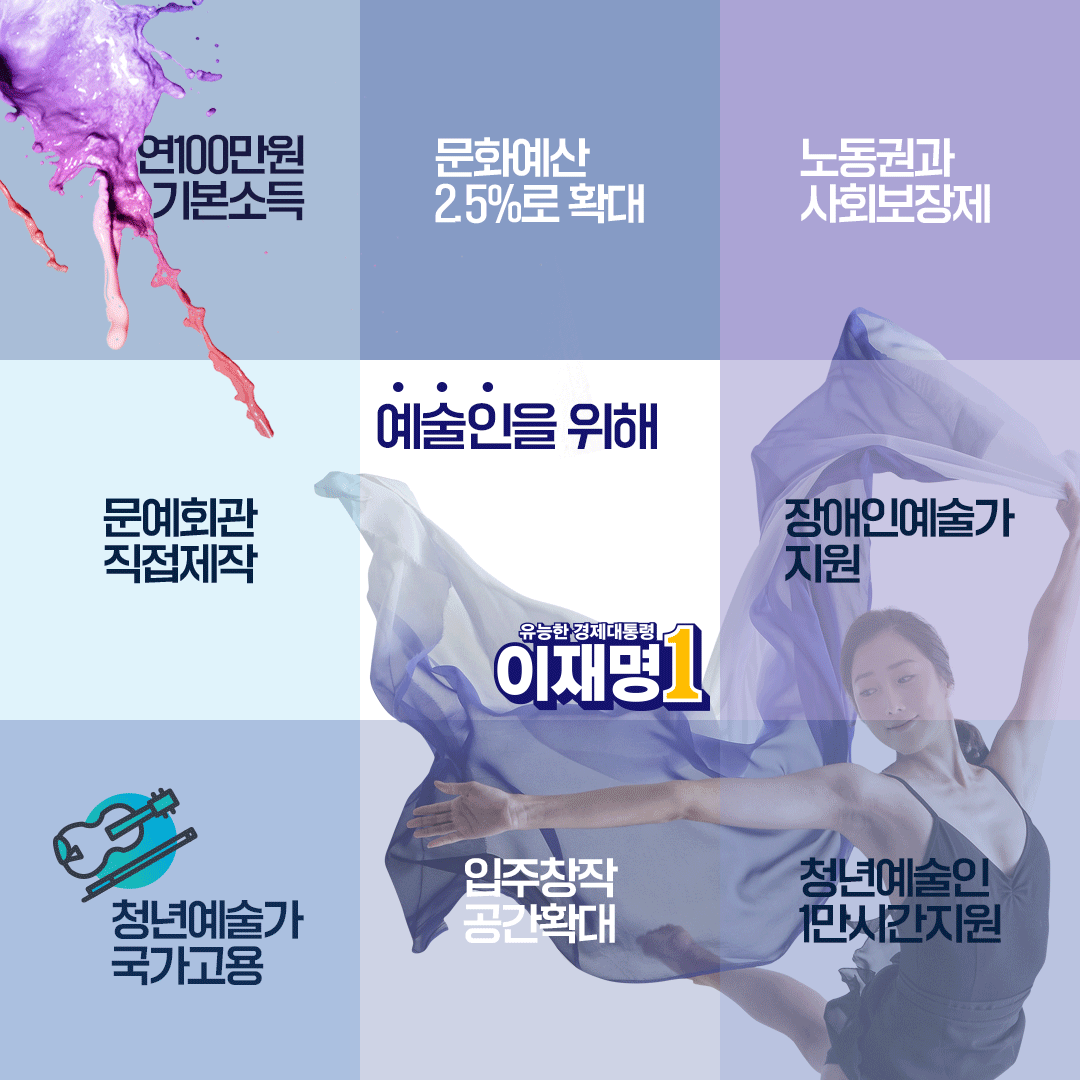 연100만원
기본소득
문화예산
2.5%로 확대
노동권과
사회보장제
문예회관
직접제작
예술인을 위해
유능한 경제대통령
이재명1
장애인예술가
지원
청년예술가
국가고용
입주창작
공간확대
청년예술인
1만시간지원